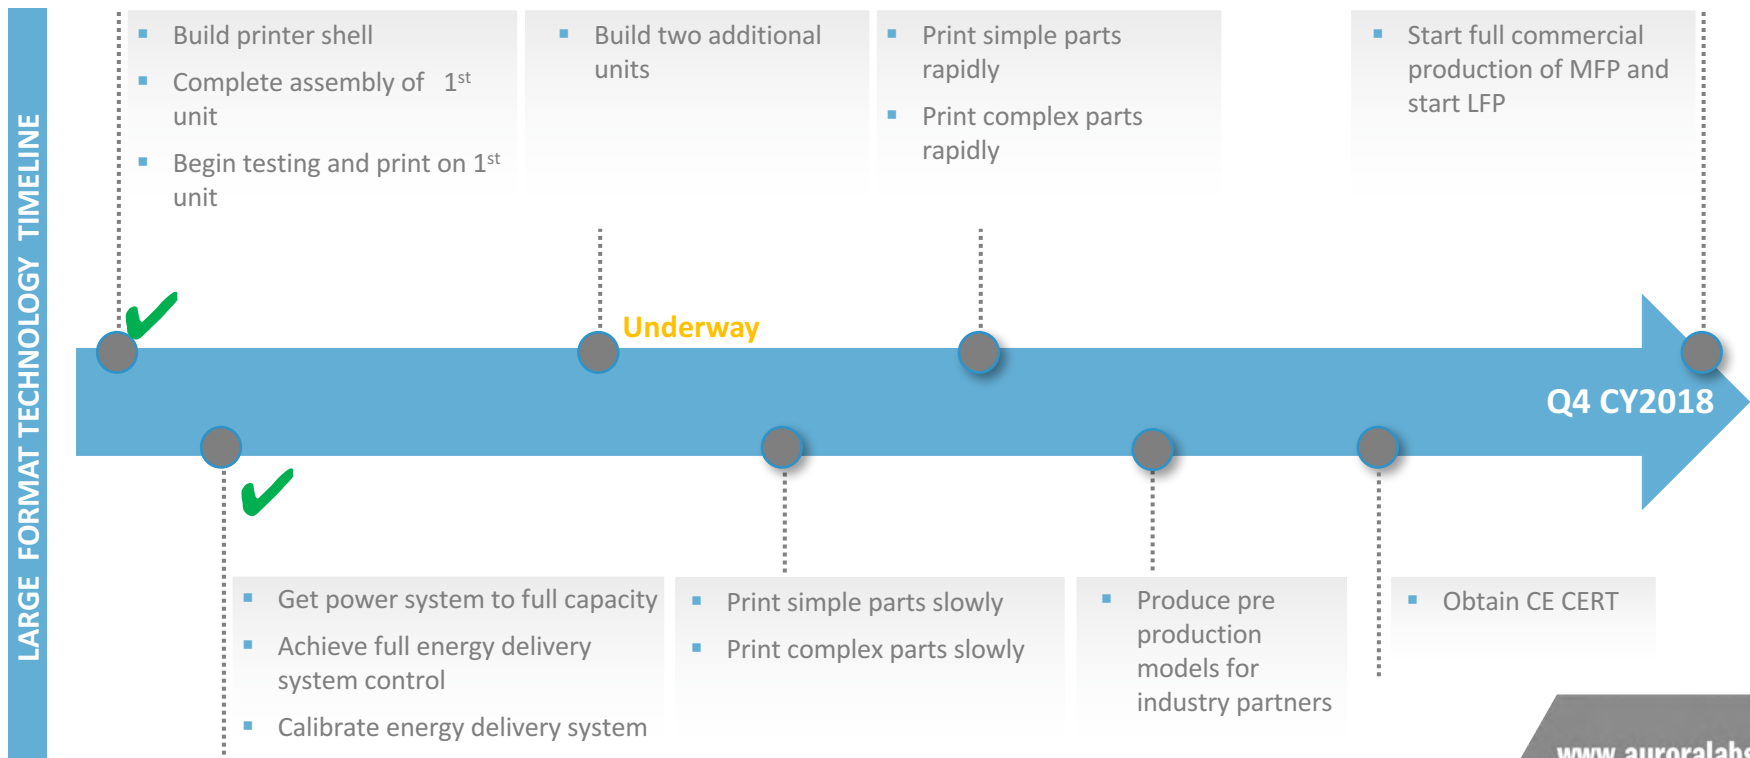 LARGE FORMAT TECHNOLOGY TIMELINE
Build printer shell
Complete assembly of 1st
unit
Begin testing and print on 1st
unit
Build two additional
units
Print simple parts
rapidly
Print complex parts
rapidly
Start full commercial
production of MFP and
start LFP
Underway
Q4 CY2018
Get power system to full capacity
Achieve full energy delivery
system control
Calibrate energy delivery system
Print simple parts slowly
Print complex parts slowly
Produce pre
production
models for
industry partners
Obtain CE CERT
www.auroralabs